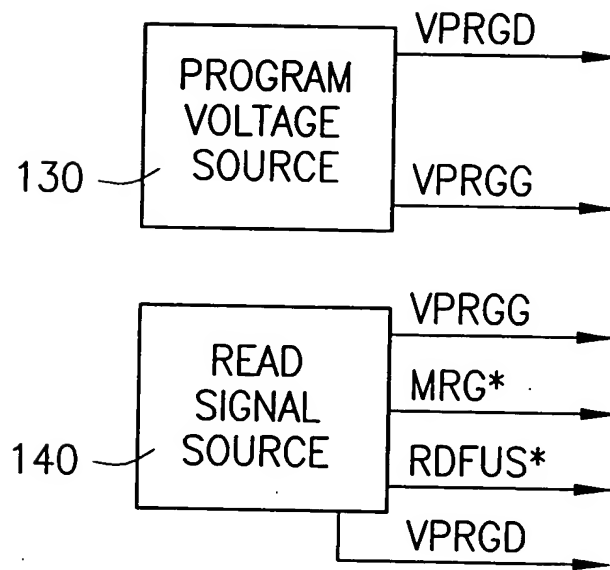 VPRGD
PROGRAM
VOLTAGE
SOURCE
130
VPRGG
VPRGG
READ
SIGNAL
SOURCE
MRG*
140
RDFUS*
VPRGD